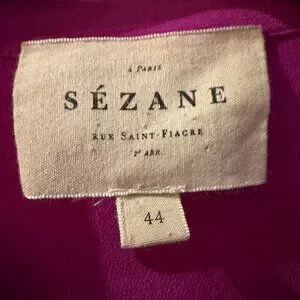 À PARIS
SÉZANE
RUE SAINT-FIACRE
2e ARR.
44